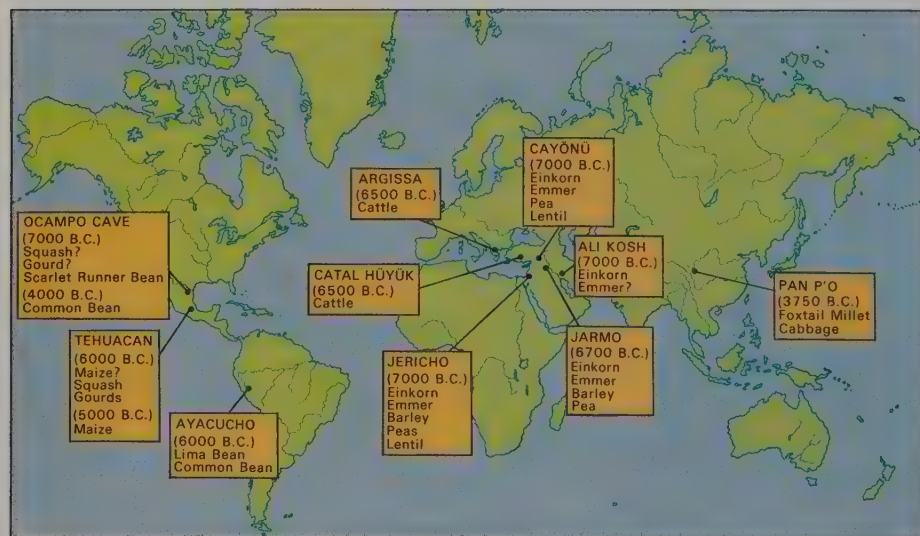 OCAMPO CAVE
(7000 B.C.)
Squash?
Gourd?
Scarlet Runner Bean
(4000 B.C.)
Common Bean
TEHUACAN
(6000 B.C.)
Maize?
Squash
Gourds
(5000 B.C.)
Maize
AYACUCHO
(6000 B.C.)
Lima Bean
Common Bean
ARGISSA
(6500 B.C.)
Cattle
CATAL HÜYÜK
(6500 B.C.)
Cattle
JERICHO
(7000 B.C.)
Einkorn
Emmer
Barley
Peas
Lentil
CAYÖNÜ
(7000 B.C.)
Einkorn
Emmer
Pea
Lentil
ALI KOSH
(7000 B.C.)
Einkorn
Emmer?
JARMO
(6700 B.C.)
Einkorn
Emmer
Barley
Pea
PAN P'O
(3750 B.C.)
Foxtail Millet
Cabbage